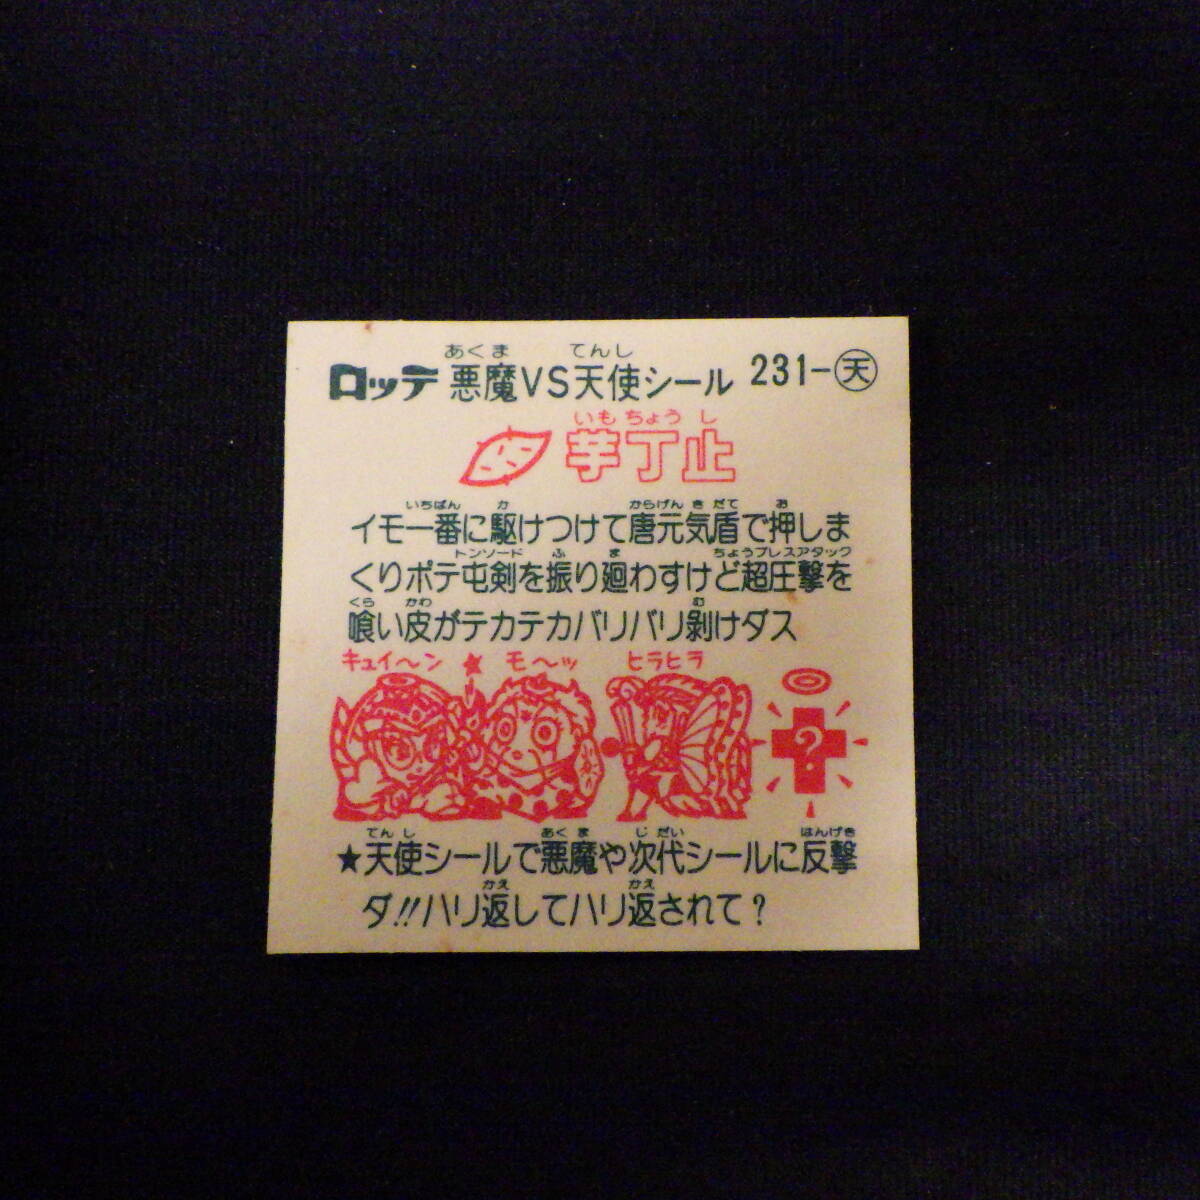 あくま てんし
ロッテ 悪魔VS天使シール 231-天
いもちょうし
芋丁止
いちばん か からげんきだて お
イモ一番に駆けつけて唐元気盾で押しま
トンソード ふ ま ちょうプレスアタック
くりポテ屯剣を振り廻わすけど超圧撃を
くら かわ む
喰い皮がテカテカバリバリ剥けダス
キュイ〜ン ★ モ〜ッ ヒラヒラ
?
てんし あくま じだい はんげき
★天使シールで悪魔や次代シールに反撃
かえ かえ
ダ!!ハリ返してハリ返されて?